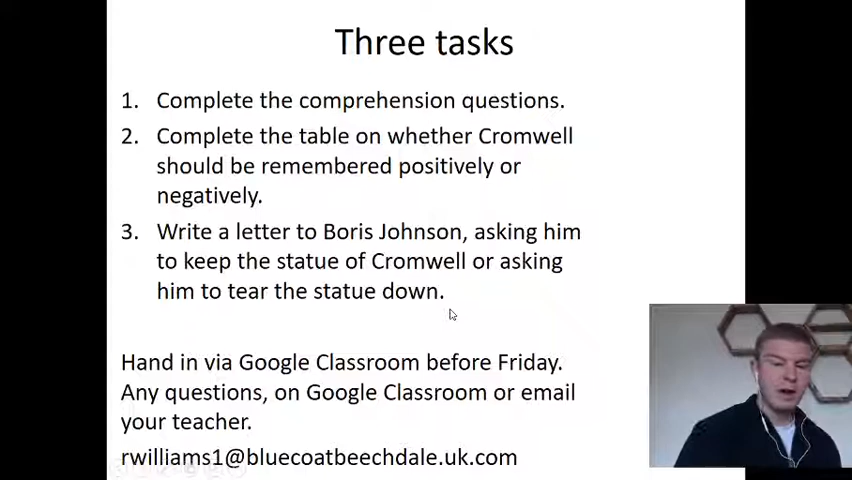 Three tasks
1. Complete the comprehension questions.
2. Complete the table on whether Cromwell
should be remembered positively or
negatively.
3. Write a letter to Boris Johnson, asking him
to keep the statue of Cromwell or asking
him to tear the statue down.
Hand in via Google Classroom before Friday.
Any questions, on Google Classroom or email
your teacher.
rwilliams1@bluecoatbeechdale.uk.com